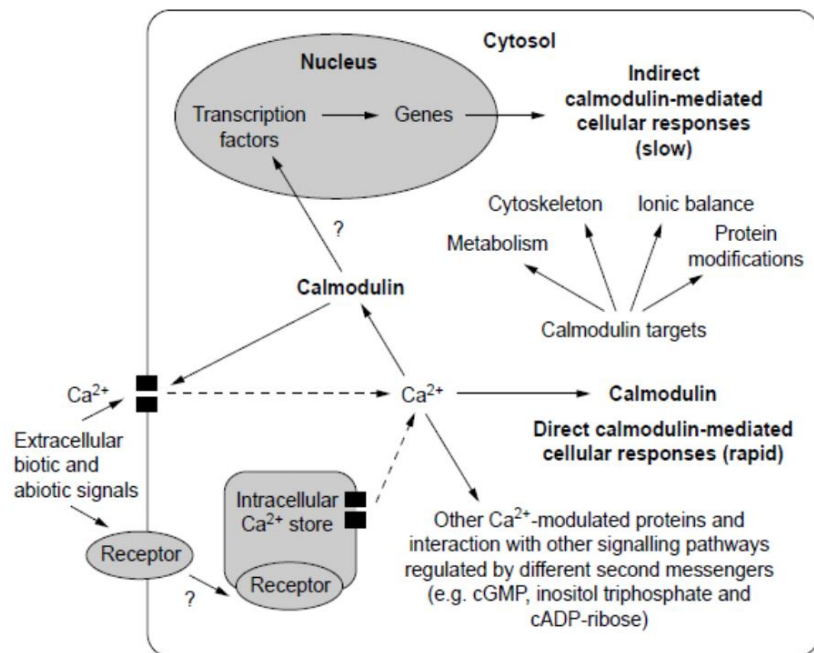 Cytosol
Nucleus
Transcription
factors
Genes
Indirect
calmodulin-mediated
cellular responses
(slow)
?
Cytoskeleton
Ionic balance
Metabolism
Protein
modifications
Calmodulin
Calmodulin targets
Ca²⁺
Ca²⁺
Calmodulin
Direct calmodulin-mediated
cellular responses (rapid)
Extracellular
biotic and
abiotic signals
Receptor
?
Intracellular
Ca²⁺ store
Receptor
Other Ca²⁺-modulated proteins and
interaction with other signalling pathways
regulated by different second messengers
(e.g. cGMP, inositol triphosphate and
cADP-ribose)